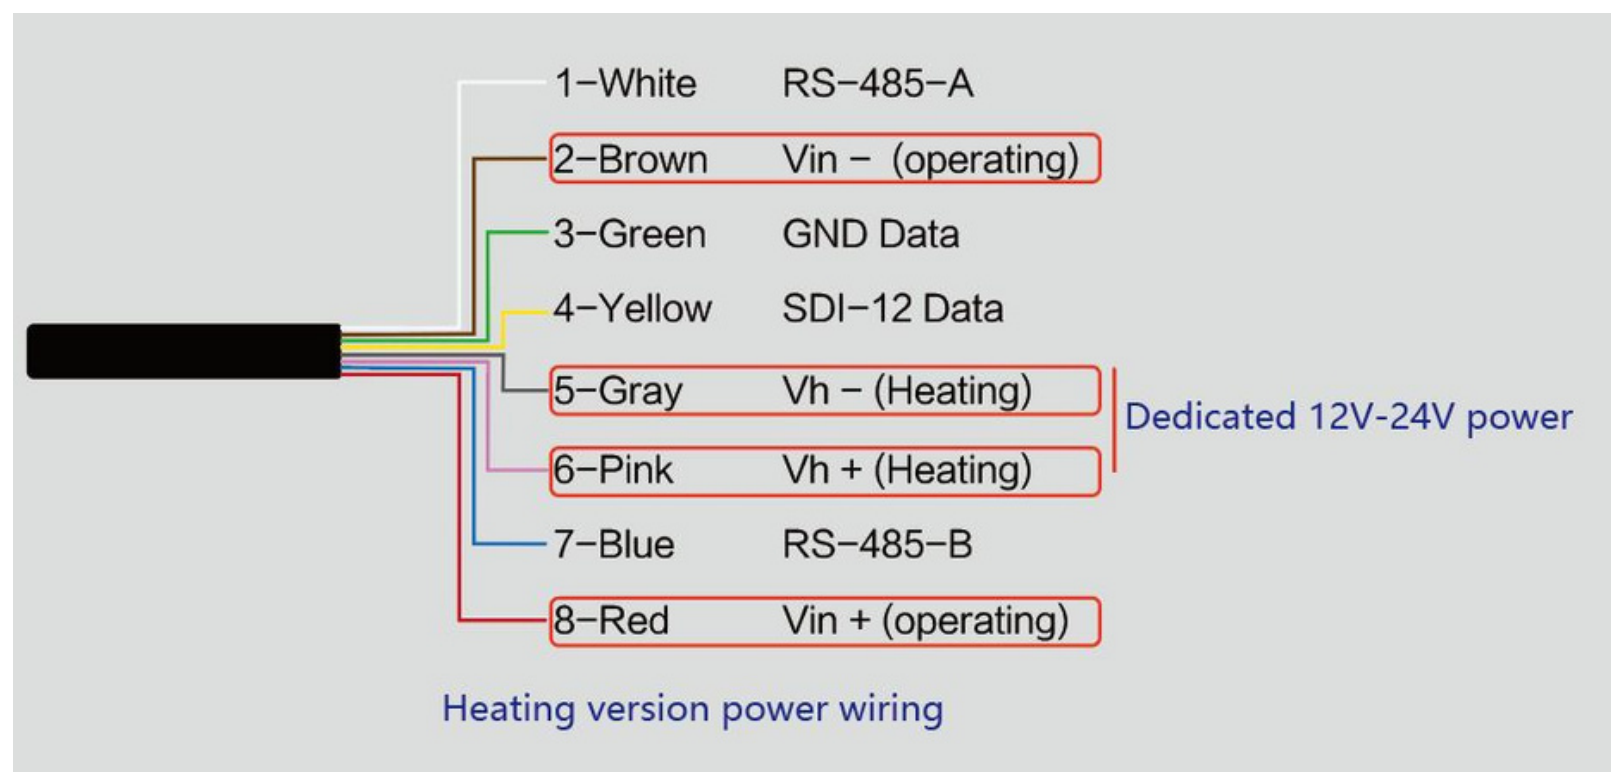 1-White RS-485-A
2-Brown Vin - (operating)
3-Green GND Data
4-Yellow SDI-12 Data
5-Gray Vh - (Heating)
Dedicated 12V-24V power
6-Pink Vh + (Heating)
7-Blue RS-485-B
8-Red Vin + (operating)
Heating version power wiring